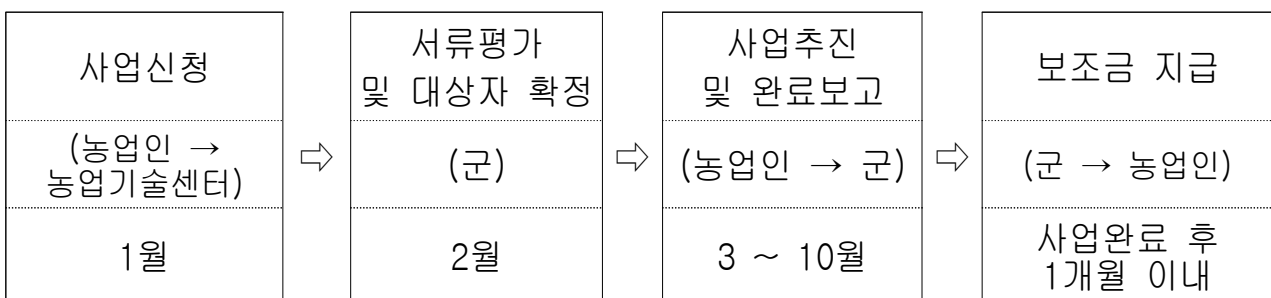 사업신청
(농업인 →
농업기술센터)
1월
⇨
서류평가
및 대상자 확정
(군)
2월
⇨
사업추진
및 완료보고
(농업인 → 군)
3 ~ 10월
⇨
보조금 지급
(군 → 농업인)
사업완료 후
1개월 이내